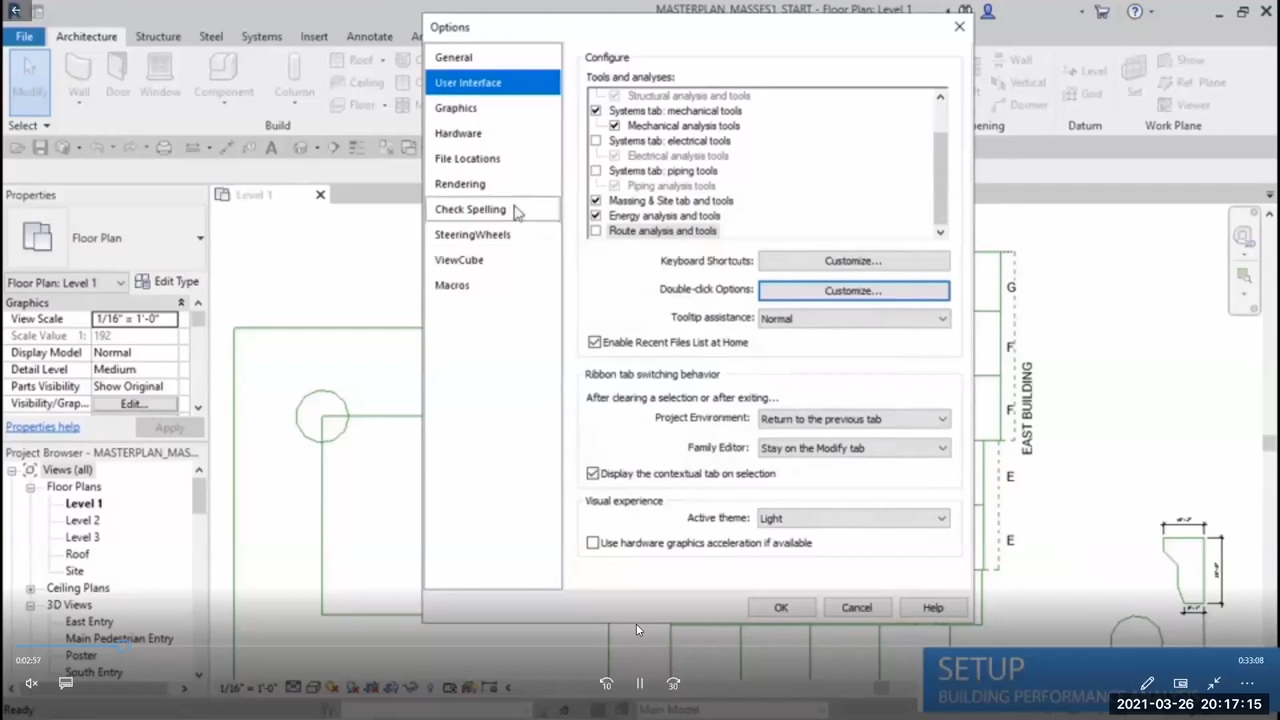 MASTERPLAN_MASSES1_START - Floor Plan: Level 1
Options
File Architecture Structure Steel Systems Insert Annotate
General
User Interface
Graphics
Hardware
File Locations
Rendering
Check Spelling
SteeringWheels
ViewCube
Macros
Configure
Tools and analyses:
Structural analysis and tools
Systems tab: mechanical tools
Mechanical analysis tools
Systems tab: electrical tools
Electrical analysis tools
Systems tab: piping tools
Piping analysis tools
Massing & Site tab and tools
Energy analysis and tools
Route analysis and tools
Keyboard Shortcuts: Customize...
Double-click Options: Customize...
Tooltip assistance: Normal
Enable Recent Files List at Home
Ribbon tab switching behavior
After clearing a selection or after exiting...
Project Environment: Return to the previous tab
Family Editor: Stay on the Modify tab
Display the contextual tab on selection
Visual experience
Active theme: Light
Use hardware graphics acceleration if available
OK Cancel Help
Modify
Wall
Door
Window
Component
Column
Roof
Ceiling
Floor
Select
Build
Wall
Vertical
Level
Grid
Show
Ref Plane
Viewer
Datum
Work Plane
Level 1
Properties
Floor Plan
Floor Plan: Level 1 Edit Type
Graphics
View Scale 1/16" = 1'-0"
Scale Value 1: 192
Display Model Normal
Detail Level Medium
Parts Visibility Show Original
Visibility/Grap... Edit...
Properties help Apply
Project Browser - MASTERPLAN_MAS...
Views (all)
Floor Plans
Level 1
Level 2
Level 3
Roof
Site
Ceiling Plans
3D Views
East Entry
Main Pedestrian Entry
Poster
South Entry
G
F
F
E
E
EAST BUILDING
0:02:57
0:33:08
10
30
1/16" = 1'-0"
SETUP
BUILDING PERFORMANCE ANALYSIS
Ready
Main Model
2021-03-26 20:17:15